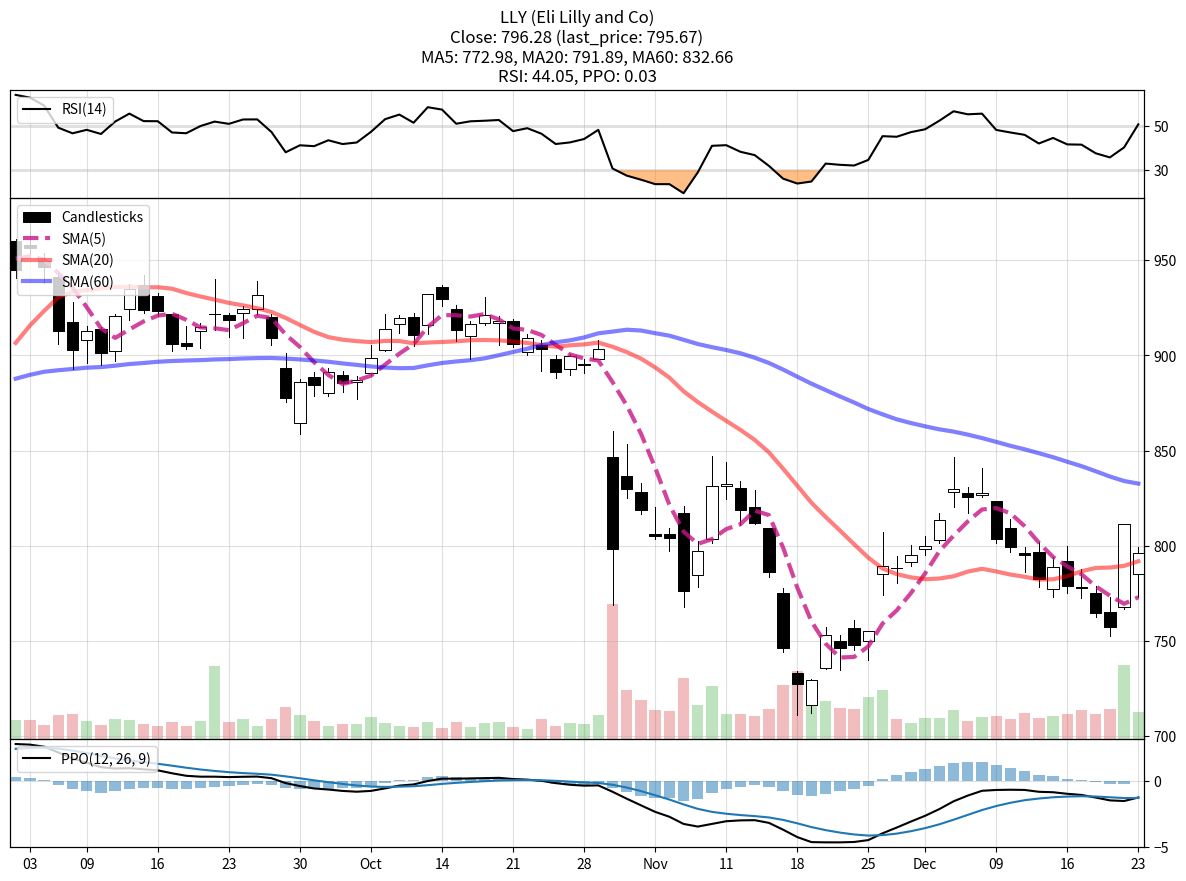 LLY (Eli Lilly and Co)
Close: 796.28 (last_price: 795.67)
MA5: 772.98, MA20: 791.89, MA60: 832.66
RSI: 44.05, PPO: 0.03
RSI(14)
50
30
Candlesticks
SMA(5)
SMA(20)
SMA(60)
950
900
850
800
750
700
PPO(12, 26, 9)
0
−5
03 09 16 23 30 Oct 14 21 28 Nov 11 18 25 Dec 09 16 23